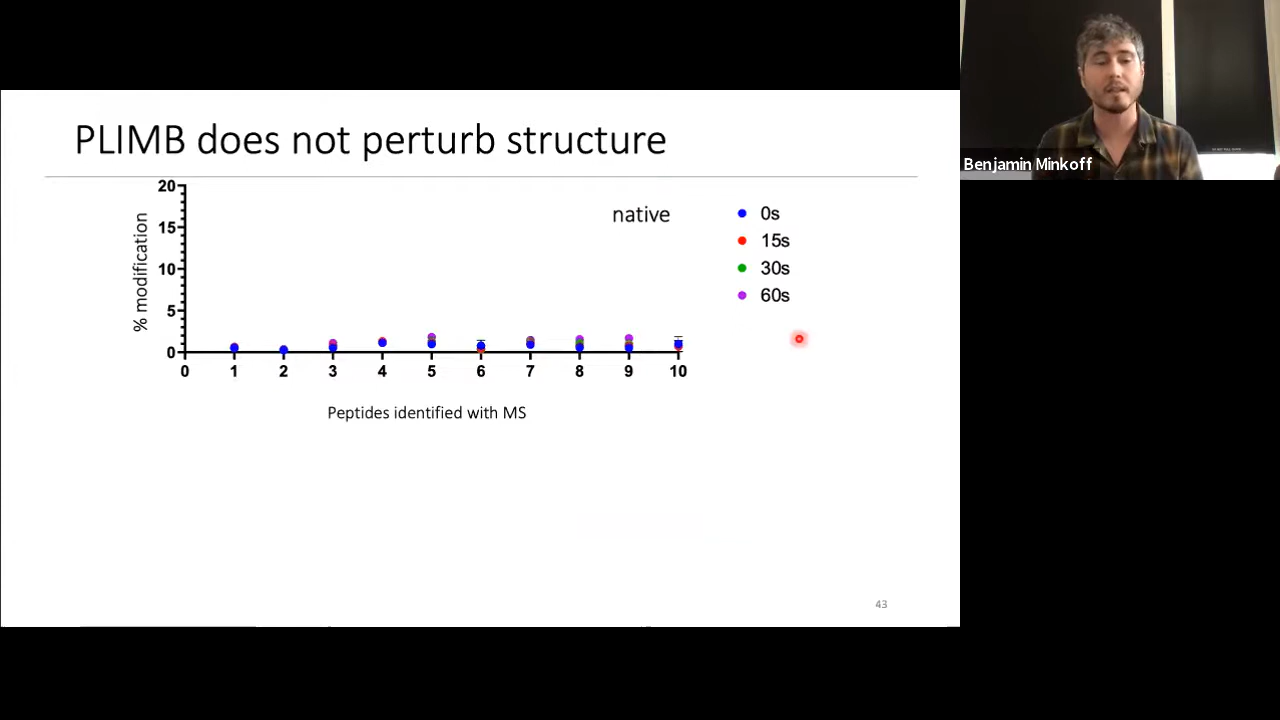 PLIMB does not perturb structure
Benjamin Minkoff
20
15
10
5
0
% modification
native
0s
15s
30s
60s
0 1 2 3 4 5 6 7 8 9 10
Peptides identified with MS
43